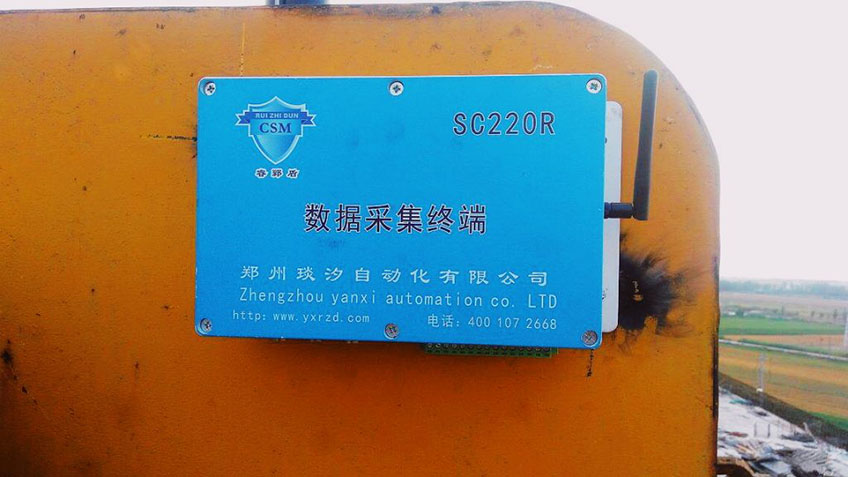 RUI ZHI DUN
CSM
睿郅盾
SC220R
数据采集终端
郑州琰汐自动化有限公司
Zhengzhou yanxi automation co. LTD
http: www.yxrzd.com
电话: 400 107 2668